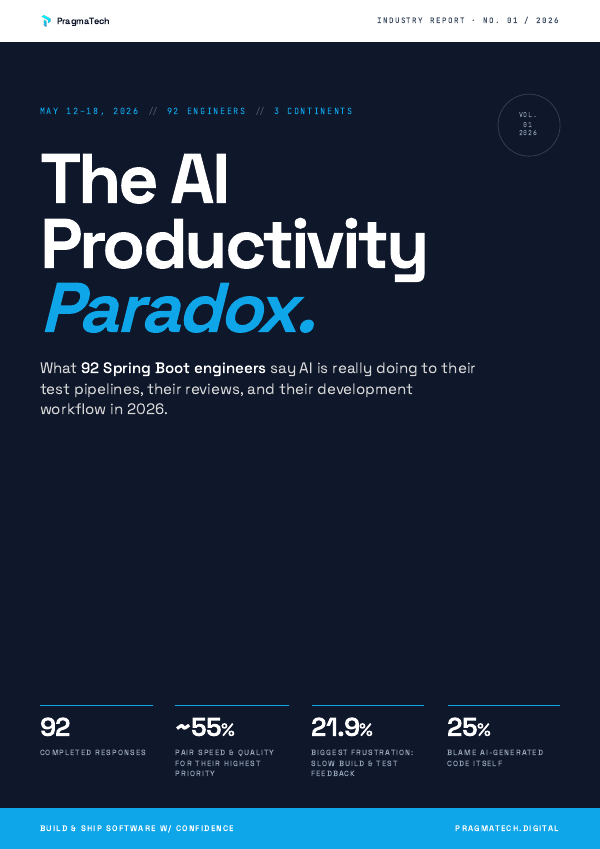 PragmaTech
INDUSTRY REPORT · NO. 01 / 2026
MAY 12–18, 2026 // 92 ENGINEERS // 3 CONTINENTS
VOL.
01
2026
The AI
Productivity
Paradox.
What 92 Spring Boot engineers say AI is really doing to their
test pipelines, their reviews, and their development
workflow in 2026.
92
COMPLETED RESPONSES
~55%
PAIR SPEED & QUALITY
FOR THEIR HIGHEST
PRIORITY
21.9%
BIGGEST FRUSTRATION:
SLOW BUILD & TEST
FEEDBACK
25%
BLAME AI-GENERATED
CODE ITSELF
BUILD & SHIP SOFTWARE W/ CONFIDENCE
PRAGMATECH.DIGITAL